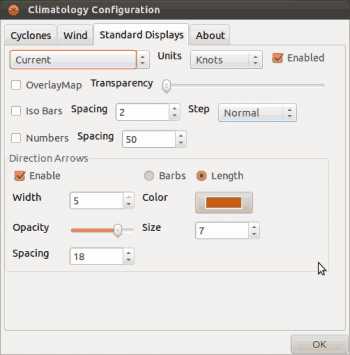 Climatology Configuration
Cyclones Wind Standard Displays About
Current Units Knots Enabled
OverlayMap Transparency
Iso Bars Spacing 2 Step Normal
Numbers Spacing 50
Direction Arrows
Enable Barbs Length
Width 5 Color
Opacity Size 7
Spacing 18
OK